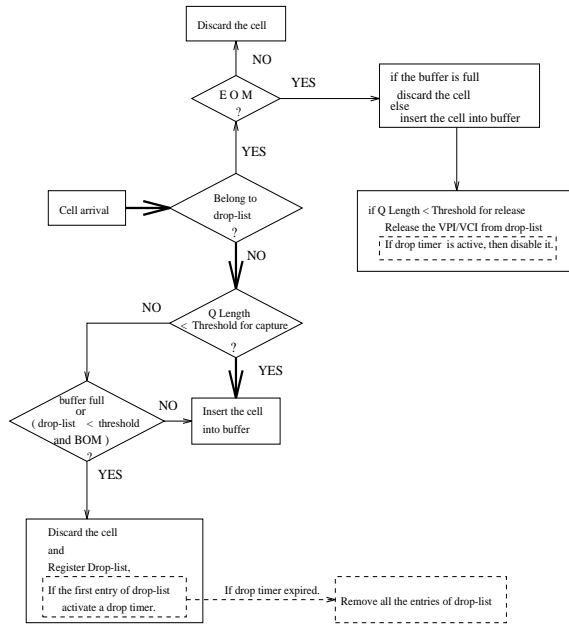 Discard the cell
NO
E O M
?
YES
if the buffer is full
discard the cell
else
insert the cell into buffer
YES
Cell arrival
Belong to
drop-list
?
if Q Length < Threshold for release
Release the VPI/VCI from drop-list
If drop timer is active, then disable it.
NO
Q Length
< Threshold for capture
?
NO
YES
buffer full
or
( drop-list < threshold
and BOM )
?
NO
Insert the cell
into buffer
YES
Discard the cell
and
Register Drop-list,
If the first entry of drop-list
activate a drop timer.
If drop timer expired.
Remove all the entries of drop-list